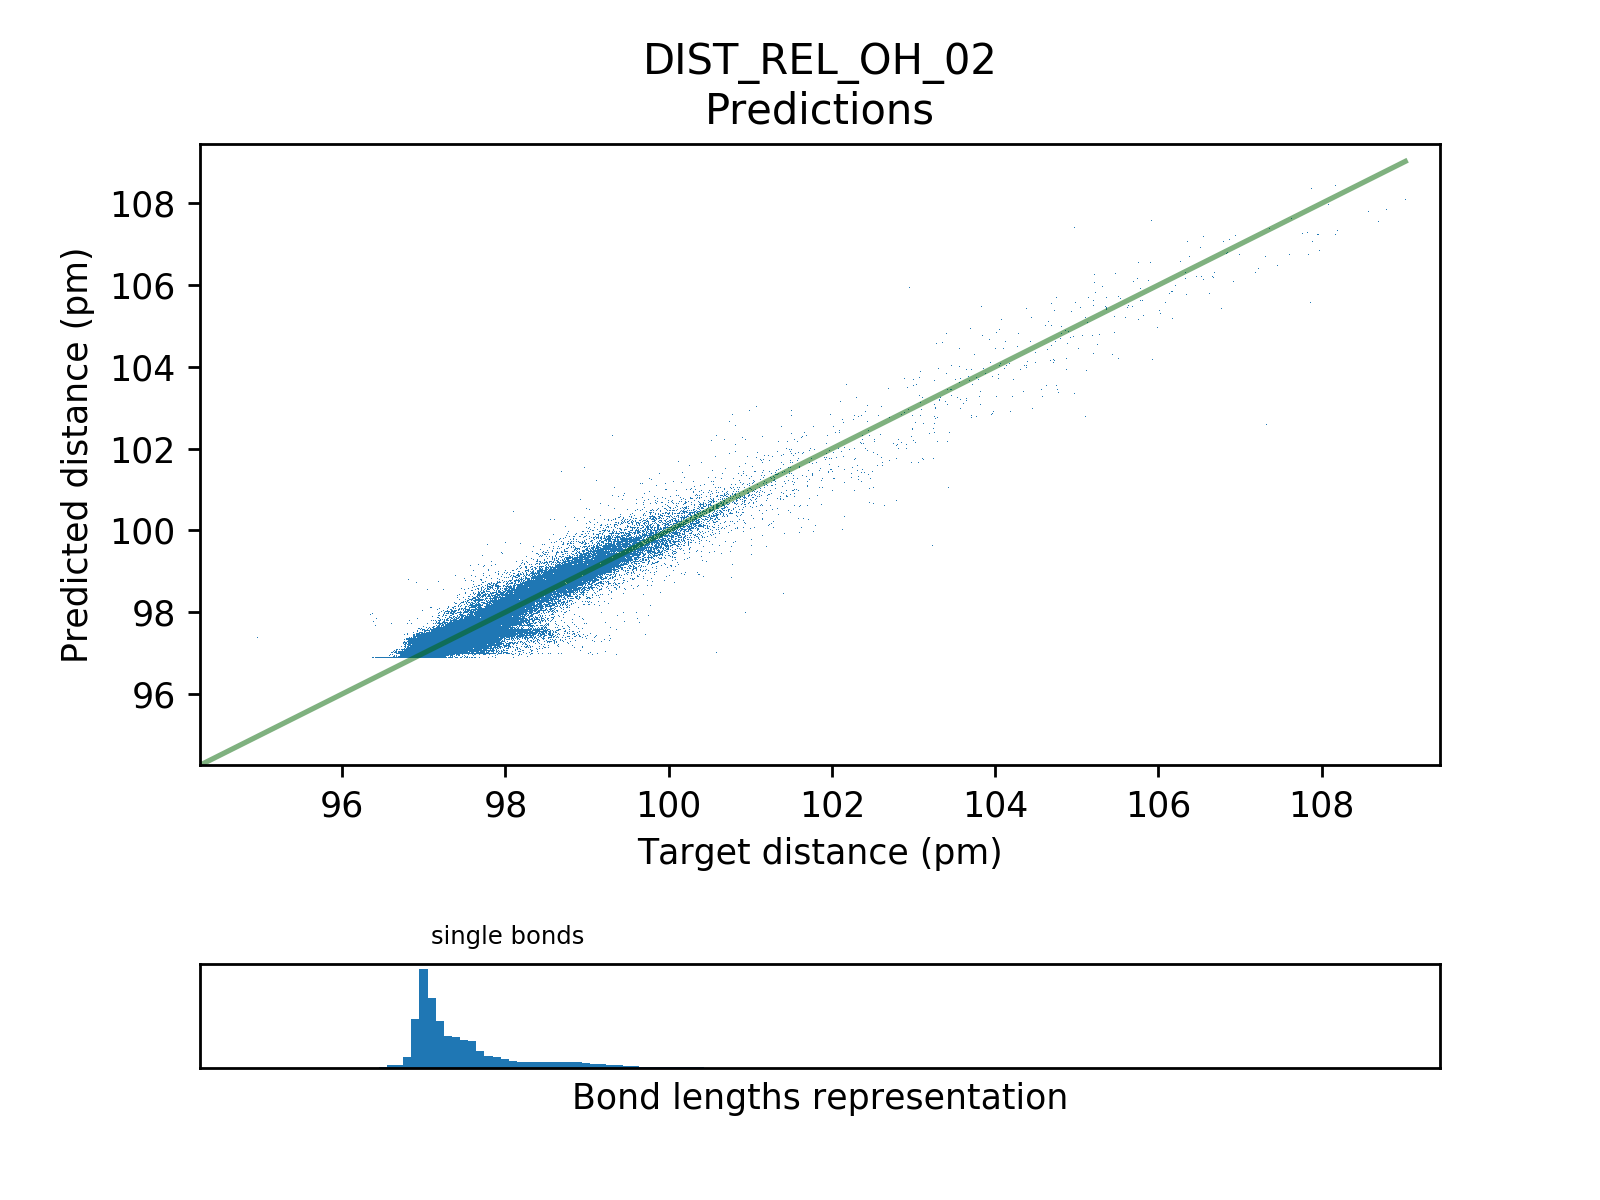 DIST_REL_OH_02
Predictions
Predicted distance (pm)
108
106
104
102
100
98
96
96 98 100 102 104 106 108
Target distance (pm)
single bonds
Bond lengths representation